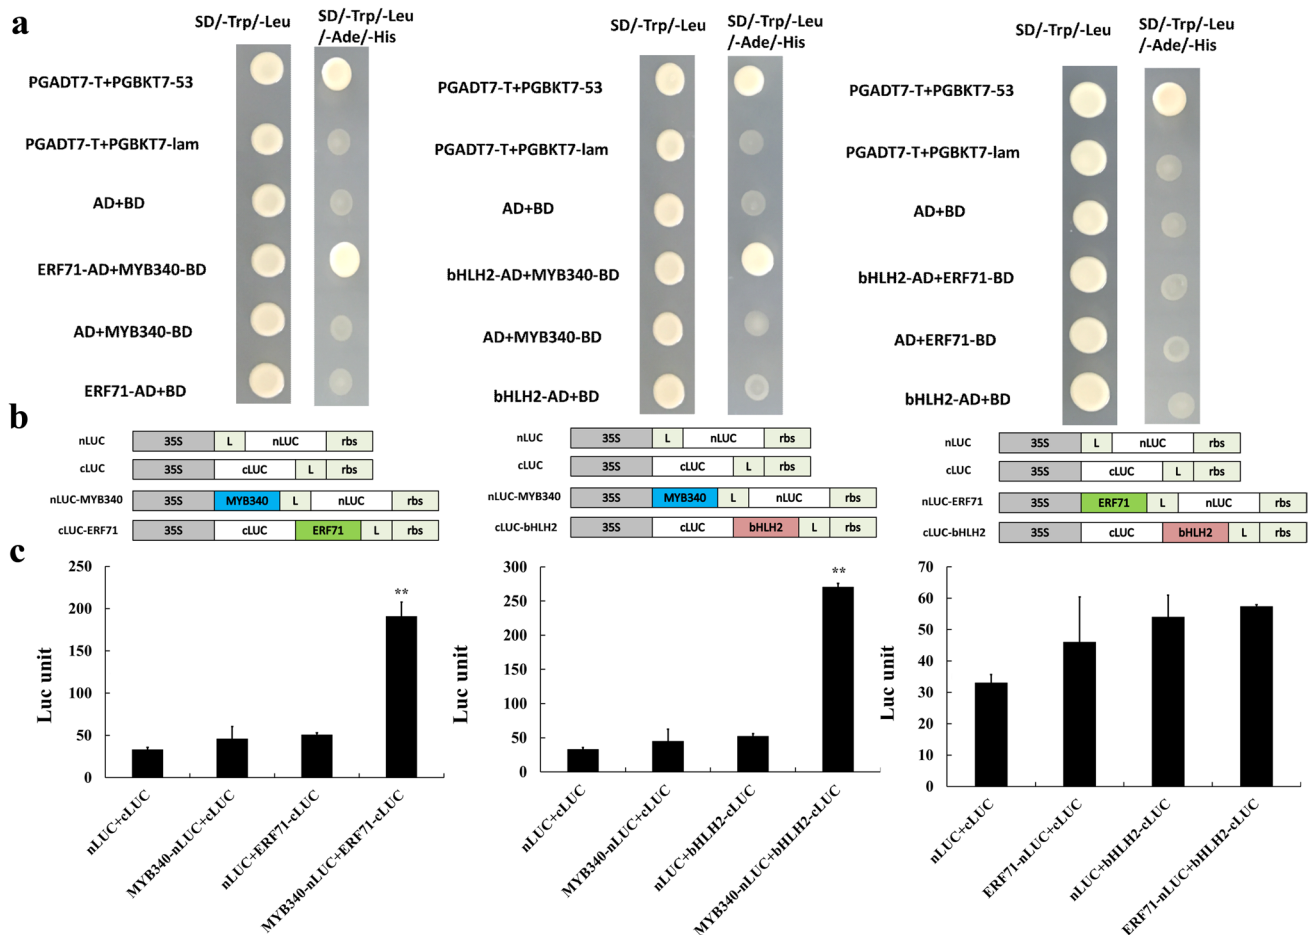 a
SD/-Trp/-Leu
SD/-Trp/-Leu
/-Ade/-His
PGADT7-T+PGBKT7-53
PGADT7-T+PGBKT7-lam
AD+BD
ERF71-AD+MYB340-BD
AD+MYB340-BD
ERF71-AD+BD
SD/-Trp/-Leu
SD/-Trp/-Leu
/-Ade/-His
PGADT7-T+PGBKT7-53
PGADT7-T+PGBKT7-lam
AD+BD
bHLH2-AD+MYB340-BD
AD+MYB340-BD
bHLH2-AD+BD
SD/-Trp/-Leu
SD/-Trp/-Leu
/-Ade/-His
PGADT7-T+PGBKT7-53
PGADT7-T+PGBKT7-lam
AD+BD
bHLH2-AD+ERF71-BD
AD+ERF71-BD
bHLH2-AD+BD
b
nLUC 35S L nLUC rbs
cLUC 35S cLUC L rbs
nLUC-MYB340 35S MYB340 L nLUC rbs
cLUC-ERF71 35S cLUC ERF71 L rbs
nLUC 35S L nLUC rbs
cLUC 35S cLUC L rbs
nLUC-MYB340 35S MYB340 L nLUC rbs
cLUC-bHLH2 35S cLUC bHLH2 L rbs
nLUC 35S L nLUC rbs
cLUC 35S cLUC L rbs
nLUC-ERF71 35S ERF71 L nLUC rbs
cLUC-bHLH2 35S cLUC bHLH2 L rbs
c
Luc unit
250
200
150
100
50
0
**
nLUC+cLUC
MYB340-nLUC+cLUC
nLUC+ERF71-cLUC
MYB340-nLUC+ERF71-cLUC
Luc unit
300
250
200
150
100
50
0
**
nLUC+cLUC
MYB340-nLUC+cLUC
nLUC+bHLH2-cLUC
MYB340-nLUC+bHLH2-cLUC
Luc unit
70
60
50
40
30
20
10
0
nLUC+cLUC
ERF71-nLUC+cLUC
nLUC+bHLH2-cLUC
ERF71-nLUC+bHLH2-cLUC